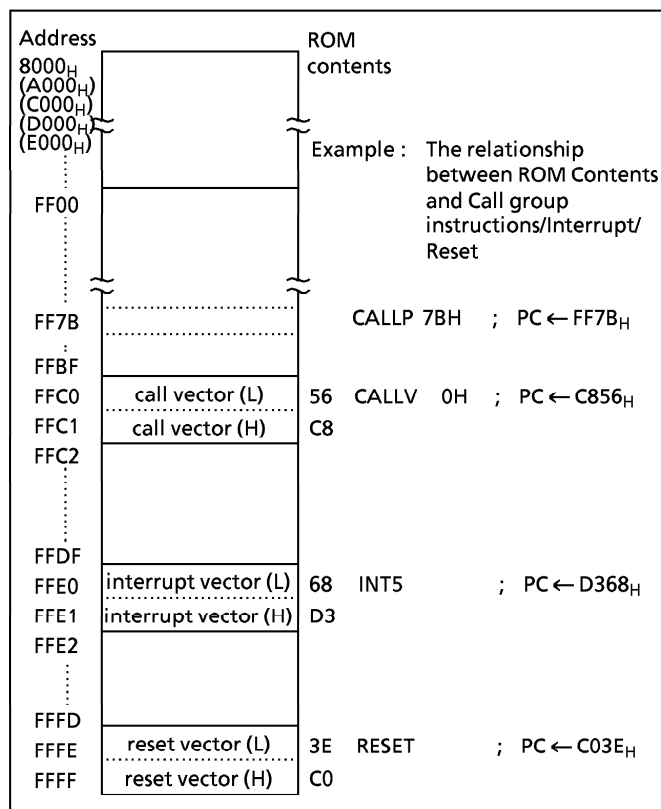 Address
ROM
contents
8000H
(A000H)
(C000H)
(D000H)
(E000H)
Example : The relationship
between ROM Contents
and Call group
instructions/Interrupt/
Reset
FF00
FF7B CALLP 7BH ; PC ← FF7BH
FFBF
FFC0 call vector (L) 56 CALLV 0H ; PC ← C856H
FFC1 call vector (H) C8
FFC2
FFDF
FFE0 interrupt vector (L) 68 INT5 ; PC ← D368H
FFE1 interrupt vector (H) D3
FFE2
FFFD
FFFE reset vector (L) 3E RESET ; PC ← C03EH
FFFF reset vector (H) C0